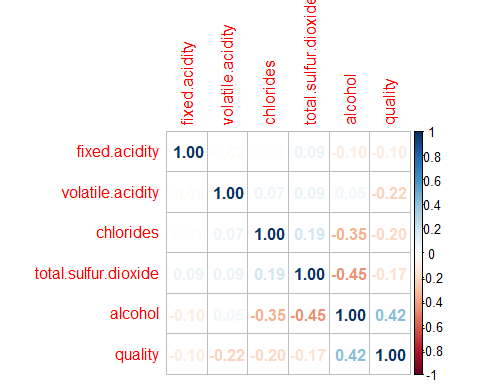 fixed.acidity volatile.acidity chlorides total.sulfur.dioxide alcohol quality
fixed.acidity 1.00 0.09 -0.10 -0.10
volatile.acidity 1.00 0.07 0.09 0.05 -0.22
chlorides 0.07 1.00 0.19 -0.35 -0.20
total.sulfur.dioxide 0.09 0.09 0.19 1.00 -0.45 -0.17
alcohol -0.10 0.05 -0.35 -0.45 1.00 0.42
quality -0.10 -0.22 -0.20 -0.17 0.42 1.00
1
0.8
0.6
0.4
0.2
0
-0.2
-0.4
-0.6
-0.8
-1